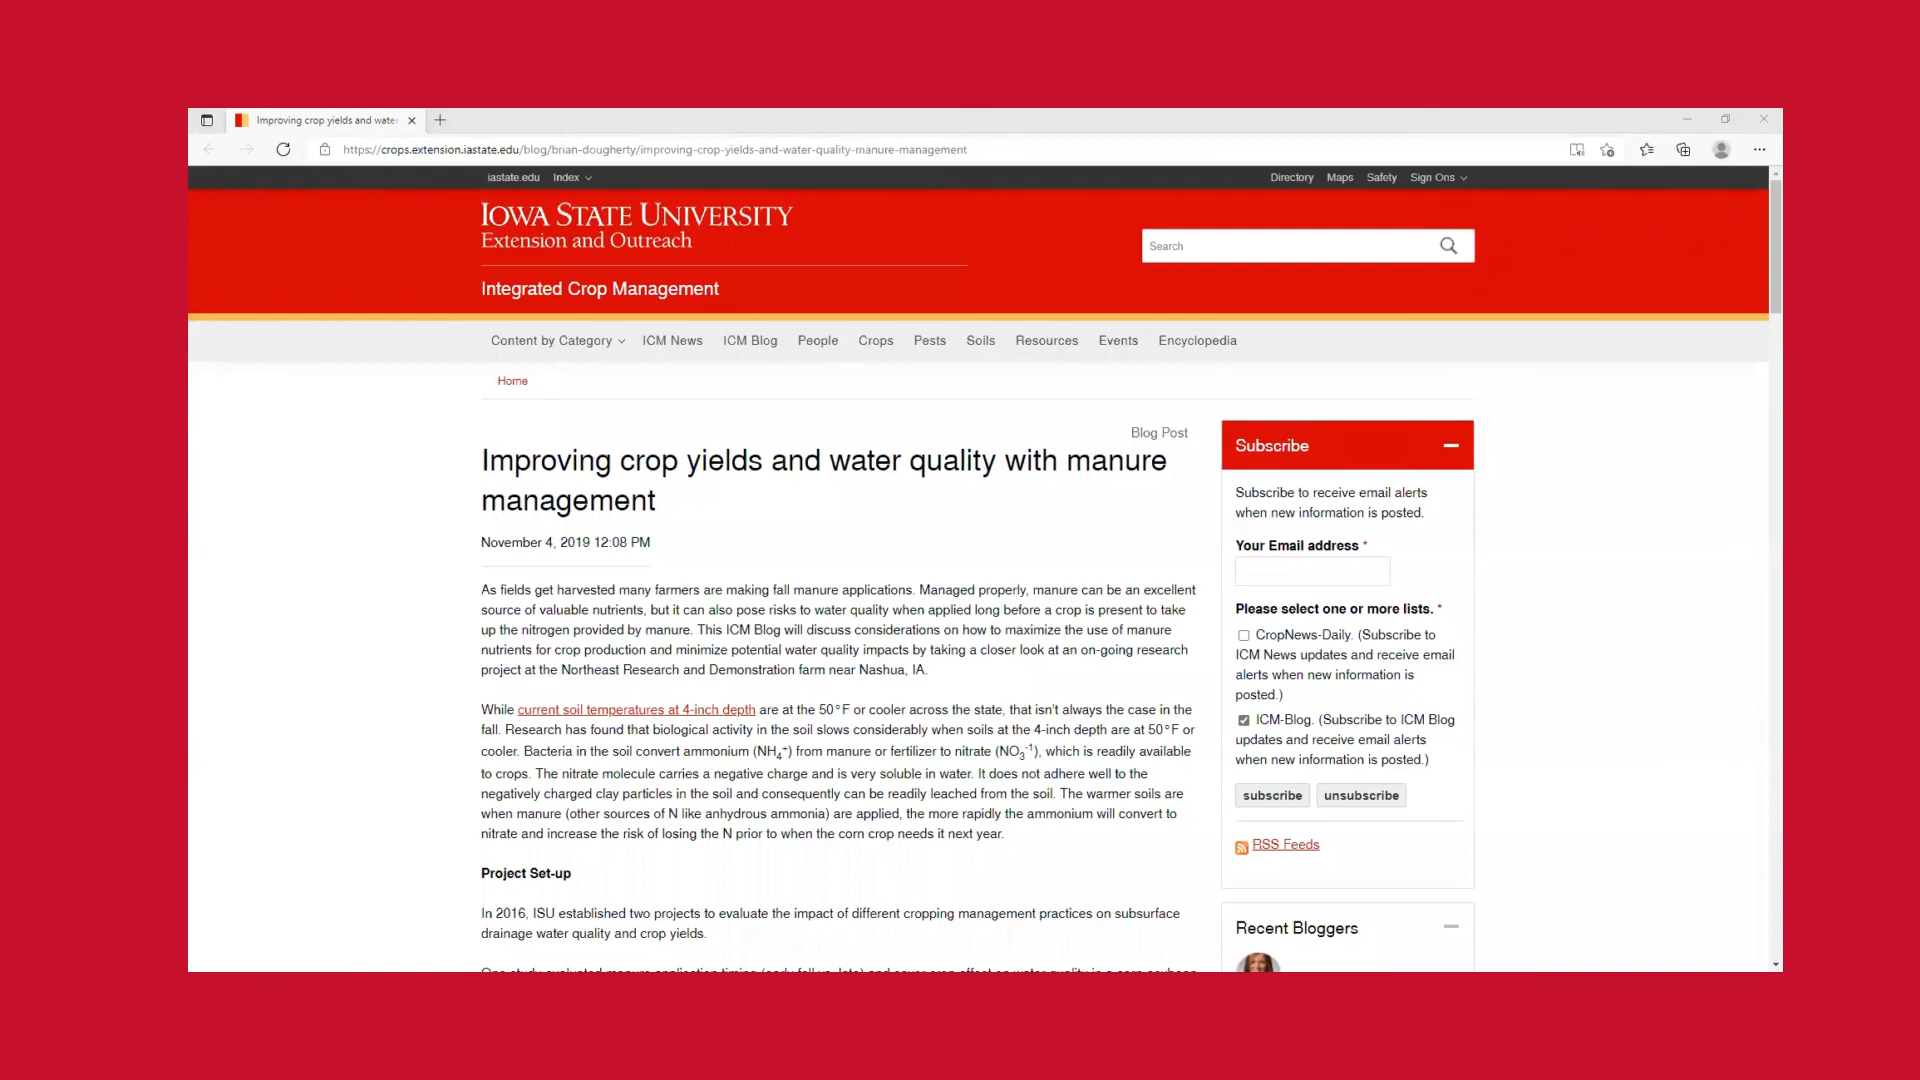 Improving crop yields and wate
https://crops.extension.iastate.edu/blog/brian-dougherty/improving-crop-yields-and-water-quality-manure-management
iastate.edu Index Directory Maps Safety Sign Ons
IOWA STATE UNIVERSITY
Extension and Outreach
Search
Integrated Crop Management
Content by Category ICM News ICM Blog People Crops Pests Soils Resources Events Encyclopedia
Home
Blog Post
Improving crop yields and water quality with manure
management
November 4, 2019 12:08 PM
As fields get harvested many farmers are making fall manure applications. Managed properly, manure can be an excellent
source of valuable nutrients, but it can also pose risks to water quality when applied long before a crop is present to take
up the nitrogen provided by manure. This ICM Blog will discuss considerations on how to maximize the use of manure
nutrients for crop production and minimize potential water quality impacts by taking a closer look at an on-going research
project at the Northeast Research and Demonstration farm near Nashua, IA.
While current soil temperatures at 4-inch depth are at the 50°F or cooler across the state, that isn't always the case in the
fall. Research has found that biological activity in the soil slows considerably when soils at the 4-inch depth are at 50°F or
cooler. Bacteria in the soil convert ammonium (NH4+) from manure or fertilizer to nitrate (NO3-1), which is readily available
to crops. The nitrate molecule carries a negative charge and is very soluble in water. It does not adhere well to the
negatively charged clay particles in the soil and consequently can be readily leached from the soil. The warmer soils are
when manure (other sources of N like anhydrous ammonia) are applied, the more rapidly the ammonium will convert to
nitrate and increase the risk of losing the N prior to when the corn crop needs it next year.
Project Set-up
In 2016, ISU established two projects to evaluate the impact of different cropping management practices on subsurface
drainage water quality and crop yields.
Subscribe
Subscribe to receive email alerts
when new information is posted.
Your Email address *
Please select one or more lists. *
CropNews-Daily. (Subscribe to
ICM News updates and receive email
alerts when new information is
posted.)
ICM-Blog. (Subscribe to ICM Blog
updates and receive email alerts
when new information is posted.)
subscribe unsubscribe
RSS Feeds
Recent Bloggers